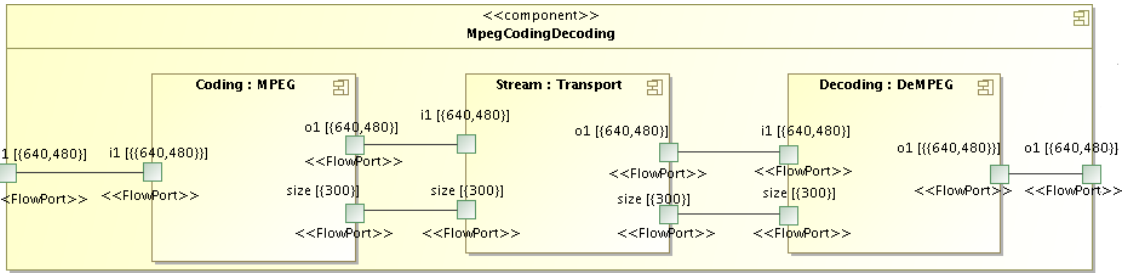 <<component>>
MpegCodingDecoding
Coding : MPEG
Stream : Transport
Decoding : DeMPEG
1 [{640,480}]
<FlowPort>>
i1 [{{640,480}}]
<<FlowPort>>
o1 [{640,480}]
<<FlowPort>>
size [{300}]
<<FlowPort>>
i1 [{640,480}]
size [{300}]
<<FlowPort>>
o1 [{640,480}]
<<FlowPort>>
size [{300}]
<<FlowPort>>
i1 [{640,480}]
<<FlowPort>>
size [{300}]
<<FlowPort>>
o1 [{{640,480}}]
<<FlowPort>>
o1 [{640,480}]
<<FlowPort>>